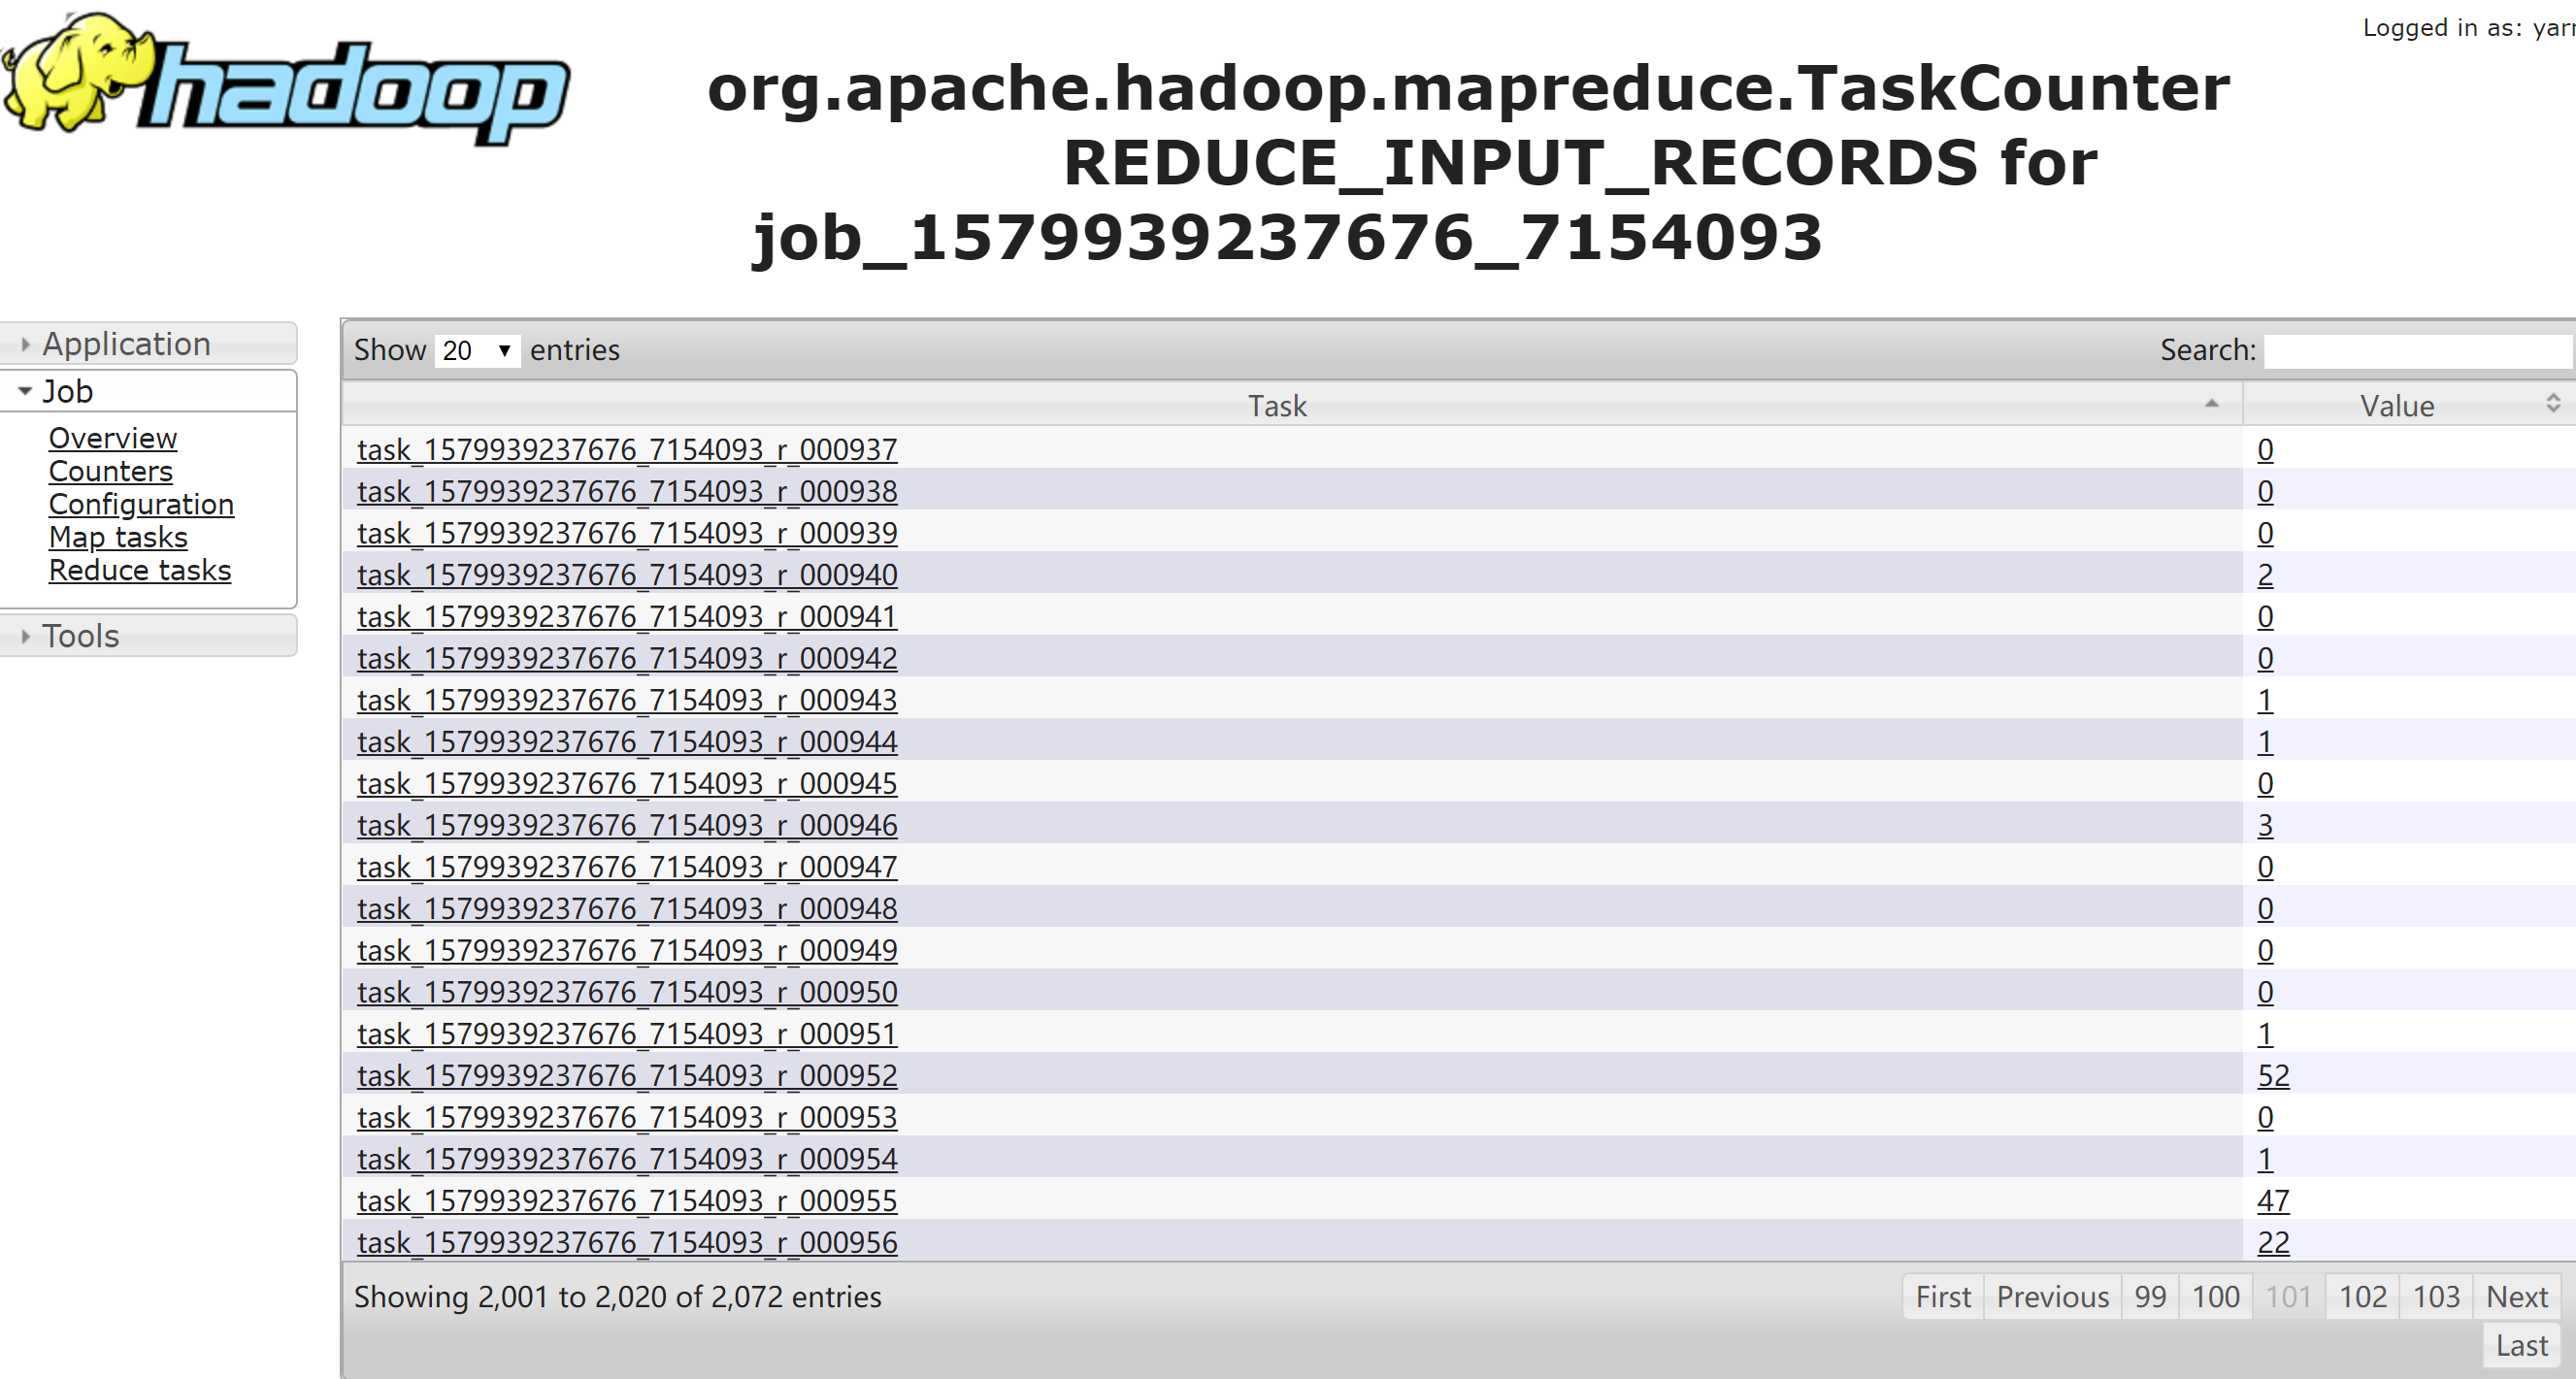 hadoop
Logged in as: yarn
org.apache.hadoop.mapreduce.TaskCounter
REDUCE_INPUT_RECORDS for
job_1579939237676_7154093
Application
Job
Overview
Counters
Configuration
Map tasks
Reduce tasks
Tools
Show 20 entries
Search:
Task Value
task_1579939237676_7154093_r_000937 0
task_1579939237676_7154093_r_000938 0
task_1579939237676_7154093_r_000939 0
task_1579939237676_7154093_r_000940 2
task_1579939237676_7154093_r_000941 0
task_1579939237676_7154093_r_000942 0
task_1579939237676_7154093_r_000943 1
task_1579939237676_7154093_r_000944 1
task_1579939237676_7154093_r_000945 0
task_1579939237676_7154093_r_000946 3
task_1579939237676_7154093_r_000947 0
task_1579939237676_7154093_r_000948 0
task_1579939237676_7154093_r_000949 0
task_1579939237676_7154093_r_000950 0
task_1579939237676_7154093_r_000951 1
task_1579939237676_7154093_r_000952 52
task_1579939237676_7154093_r_000953 0
task_1579939237676_7154093_r_000954 1
task_1579939237676_7154093_r_000955 47
task_1579939237676_7154093_r_000956 22
Showing 2,001 to 2,020 of 2,072 entries
First Previous 99 100 101 102 103 Next
Last